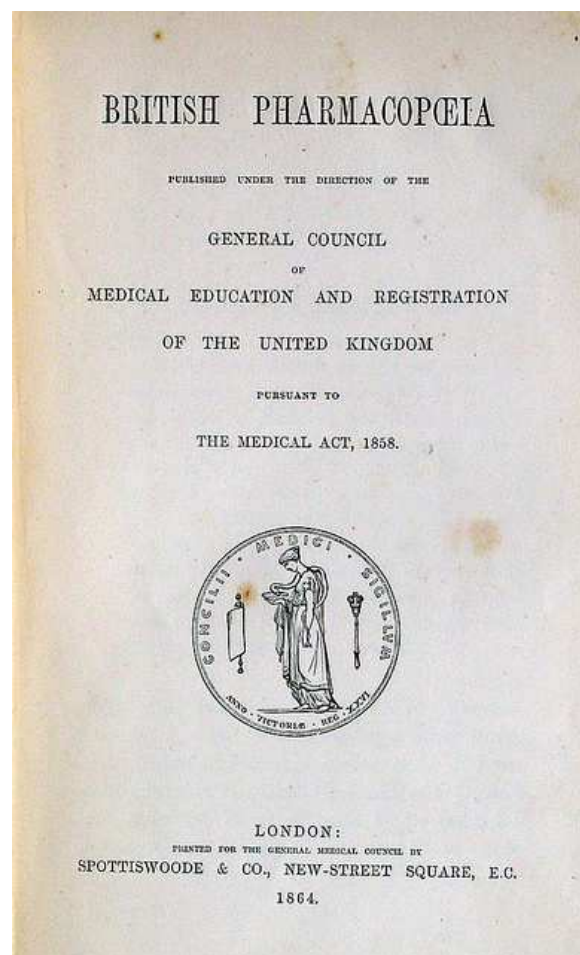 BRITISH PHARMACOPŒIA
PUBLISHED UNDER THE DIRECTION OF THE
GENERAL COUNCIL
OF
MEDICAL EDUCATION AND REGISTRATION
OF THE UNITED KINGDOM
PURSUANT TO
THE MEDICAL ACT, 1858.
CONCILII · MEDICI · SIGILLVM
ANNO · VICTORIÆ · REG ·
LONDON:
PRINTED FOR THE GENERAL MEDICAL COUNCIL BY
SPOTTISWOODE & CO., NEW-STREET SQUARE, E.C.
1864.